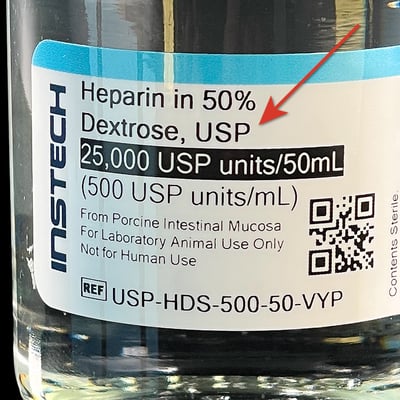 INSTECH
Heparin in 50%
Dextrose, USP
25,000 USP units/50mL
(500 USP units/mL)
From Porcine Intestinal Mucosa
For Laboratory Animal Use Only
Not for Human Use
REF USP-HDS-500-50-VYP
Contents Sterile.